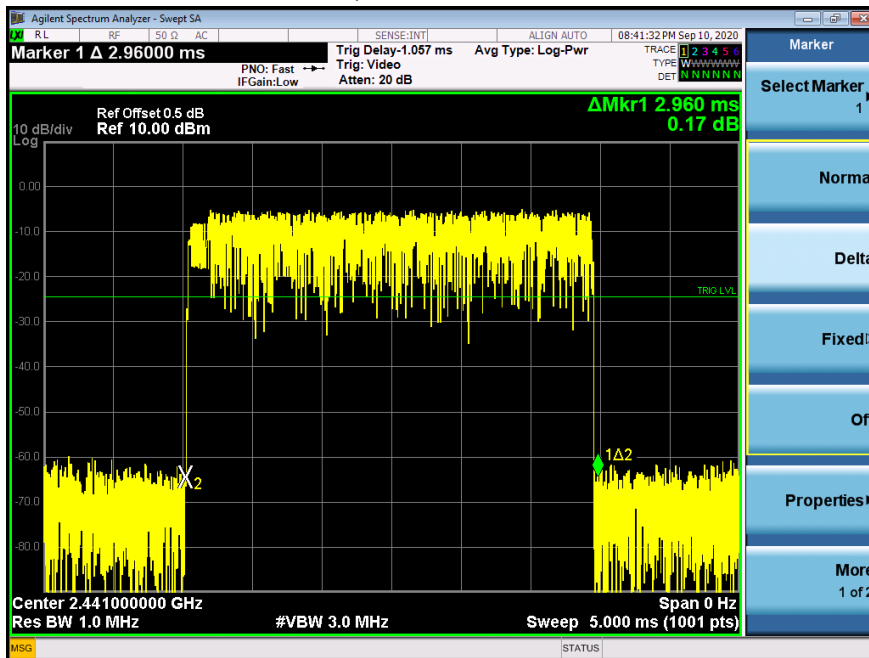 Agilent Spectrum Analyzer - Swept SA
LXI RL RF 50 Ω AC SENSE:INT ALIGN AUTO 08:41:32 PM Sep 10, 2020
Marker 1 Δ 2.96000 ms
PNO: Fast
IFGain:Low
Trig Delay-1.057 ms
Trig: Video
Atten: 20 dB
Avg Type: Log-Pwr
TRACE 1 2 3 4 5 6
TYPE WWWWWW
DET N N N N N N
ΔMkr1 2.960 ms
0.17 dB
Ref Offset 0.5 dB
10 dB/div Ref 10.00 dBm
Log
0.00
-10.0
-20.0
TRIG LVL
-30.0
-40.0
-50.0
-60.0
1Δ2
X2
-70.0
-80.0
Center 2.441000000 GHz Span 0 Hz
Res BW 1.0 MHz #VBW 3.0 MHz Sweep 5.000 ms (1001 pts)
MSG STATUS
Marker
Select Marker
1
Norma
Delta
Fixed
Of
Properties
More
1 of 2